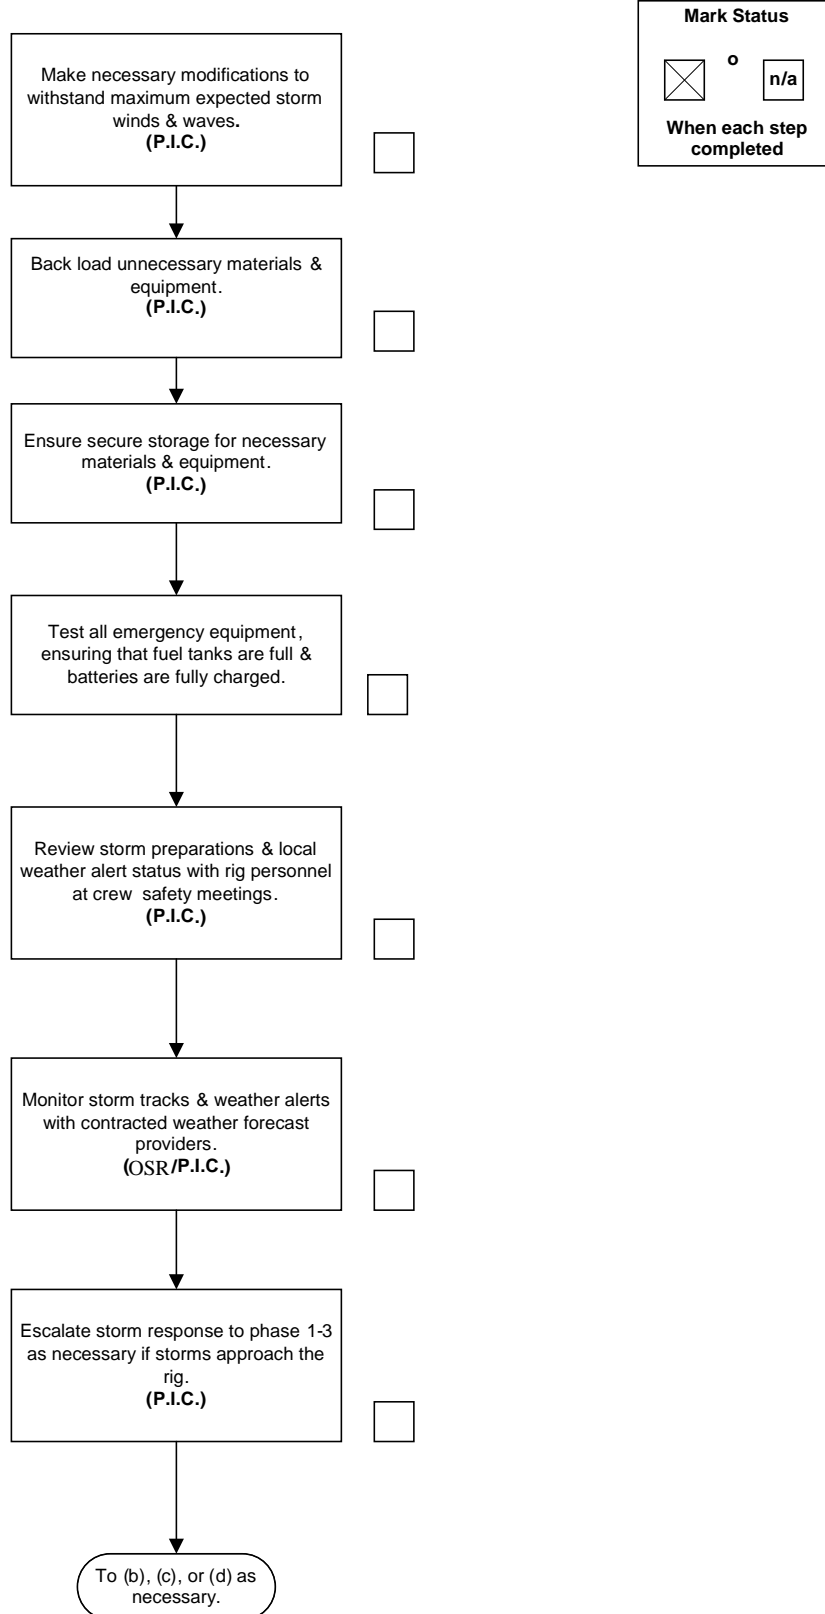 Mark Status
o
n/a
When each step
completed
Make necessary modifications to
withstand maximum expected storm
winds & waves.
(P.I.C.)
Back load unnecessary materials &
equipment.
(P.I.C.)
Ensure secure storage for necessary
materials & equipment.
(P.I.C.)
Test all emergency equipment,
ensuring that fuel tanks are full &
batteries are fully charged.
Review storm preparations & local
weather alert status with rig personnel
at crew safety meetings.
(P.I.C.)
Monitor storm tracks & weather alerts
with contracted weather forecast
providers.
(OSR/P.I.C.)
Escalate storm response to phase 1-3
as necessary if storms approach the
rig.
(P.I.C.)
To (b), (c), or (d) as
necessary.